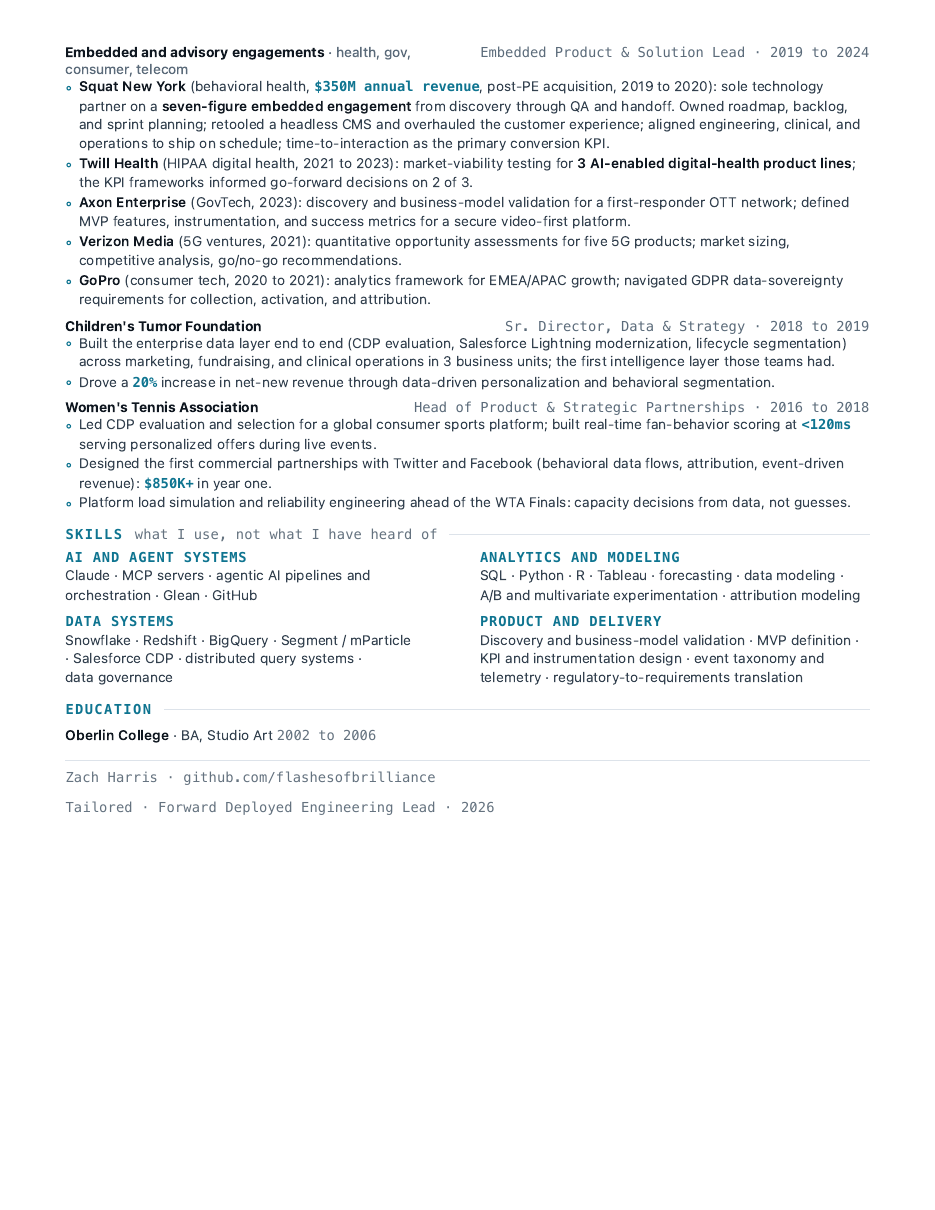 Embedded and advisory engagements · health, gov, Embedded Product & Solution Lead · 2019 to 2024
consumer, telecom
Squat New York (behavioral health, $350M annual revenue, post-PE acquisition, 2019 to 2020): sole technology
partner on a seven-figure embedded engagement from discovery through QA and handoff. Owned roadmap, backlog,
and sprint planning; retooled a headless CMS and overhauled the customer experience; aligned engineering, clinical, and
operations to ship on schedule; time-to-interaction as the primary conversion KPI.
Twill Health (HIPAA digital health, 2021 to 2023): market-viability testing for 3 AI-enabled digital-health product lines;
the KPI frameworks informed go-forward decisions on 2 of 3.
Axon Enterprise (GovTech, 2023): discovery and business-model validation for a first-responder OTT network; defined
MVP features, instrumentation, and success metrics for a secure video-first platform.
Verizon Media (5G ventures, 2021): quantitative opportunity assessments for five 5G products; market sizing,
competitive analysis, go/no-go recommendations.
GoPro (consumer tech, 2020 to 2021): analytics framework for EMEA/APAC growth; navigated GDPR data-sovereignty
requirements for collection, activation, and attribution.
Children's Tumor Foundation Sr. Director, Data & Strategy · 2018 to 2019
Built the enterprise data layer end to end (CDP evaluation, Salesforce Lightning modernization, lifecycle segmentation)
across marketing, fundraising, and clinical operations in 3 business units; the first intelligence layer those teams had.
Drove a 20% increase in net-new revenue through data-driven personalization and behavioral segmentation.
Women's Tennis Association Head of Product & Strategic Partnerships · 2016 to 2018
Led CDP evaluation and selection for a global consumer sports platform; built real-time fan-behavior scoring at <120ms
serving personalized offers during live events.
Designed the first commercial partnerships with Twitter and Facebook (behavioral data flows, attribution, event-driven
revenue): $850K+ in year one.
Platform load simulation and reliability engineering ahead of the WTA Finals: capacity decisions from data, not guesses.
SKILLS what I use, not what I have heard of
AI AND AGENT SYSTEMS
Claude · MCP servers · agentic AI pipelines and
orchestration · Glean · GitHub
ANALYTICS AND MODELING
SQL · Python · R · Tableau · forecasting · data modeling ·
A/B and multivariate experimentation · attribution modeling
DATA SYSTEMS
Snowflake · Redshift · BigQuery · Segment / mParticle
· Salesforce CDP · distributed query systems ·
data governance
PRODUCT AND DELIVERY
Discovery and business-model validation · MVP definition ·
KPI and instrumentation design · event taxonomy and
telemetry · regulatory-to-requirements translation
EDUCATION
Oberlin College · BA, Studio Art 2002 to 2006
Zach Harris · github.com/flashesofbrilliance
Tailored · Forward Deployed Engineering Lead · 2026